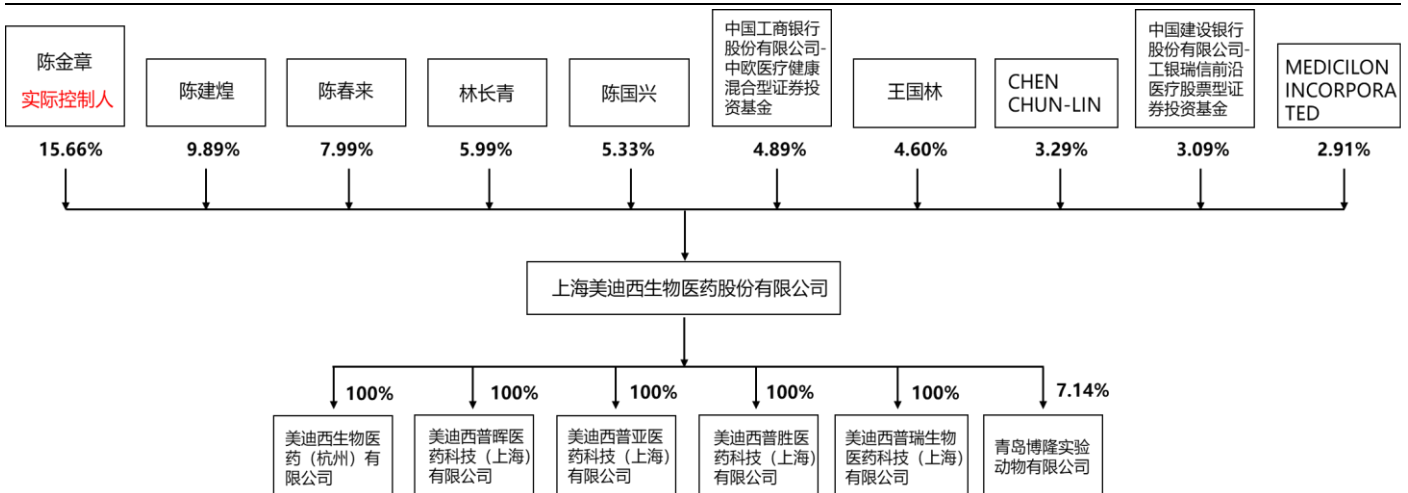 陈金章
实际控制人
陈建煌
陈春来
林长青
陈国兴
中国工商银行
股份有限公司-
中欧医疗健康
混合型证券投
资基金
王国林
CHEN
CHUN-LIN
中国建设银行
股份有限公司-
工银瑞信前沿
医疗股票型证
券投资基金
MEDICILON
INCORPORA
TED
15.66%
9.89%
7.99%
5.99%
5.33%
4.89%
4.60%
3.29%
3.09%
2.91%
上海美迪西生物医药股份有限公司
100%
100%
100%
100%
100%
7.14%
美迪西生物医
药（杭州）有
限公司
美迪西普晖医
药科技（上海）
有限公司
美迪西普亚医
药科技（上海）
有限公司
美迪西普胜医
药科技（上海）
有限公司
美迪西普瑞生物
医药科技（上海）
有限公司
青岛博隆实验
动物有限公司